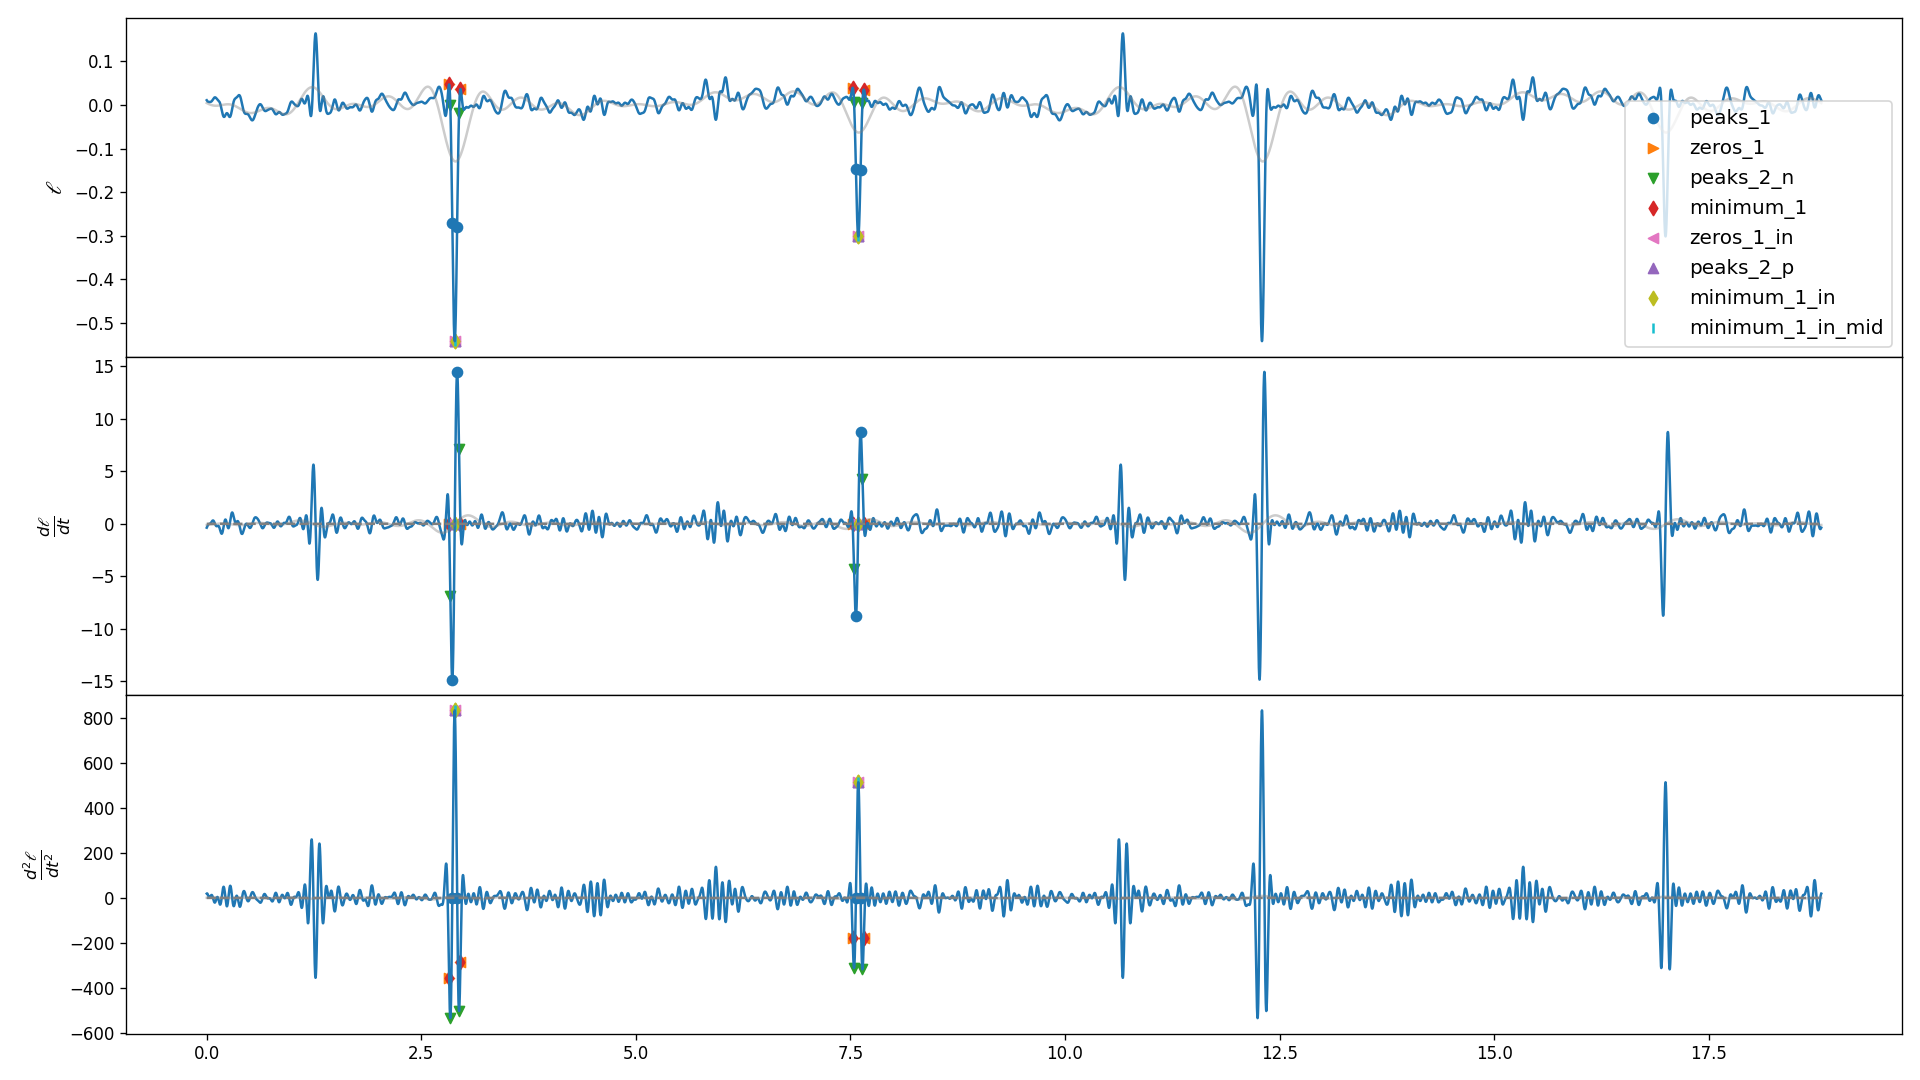 0.1
0.0
−0.1
−0.2
−0.3
−0.4
−0.5
ℓ
peaks_1
zeros_1
peaks_2_n
minimum_1
zeros_1_in
peaks_2_p
minimum_1_in
minimum_1_in_mid
15
10
5
0
−5
−10
−15
dℓ
dt
800
600
400
200
0
−200
−400
−600
d²ℓ
dt²
0.0 2.5 5.0 7.5 10.0 12.5 15.0 17.5